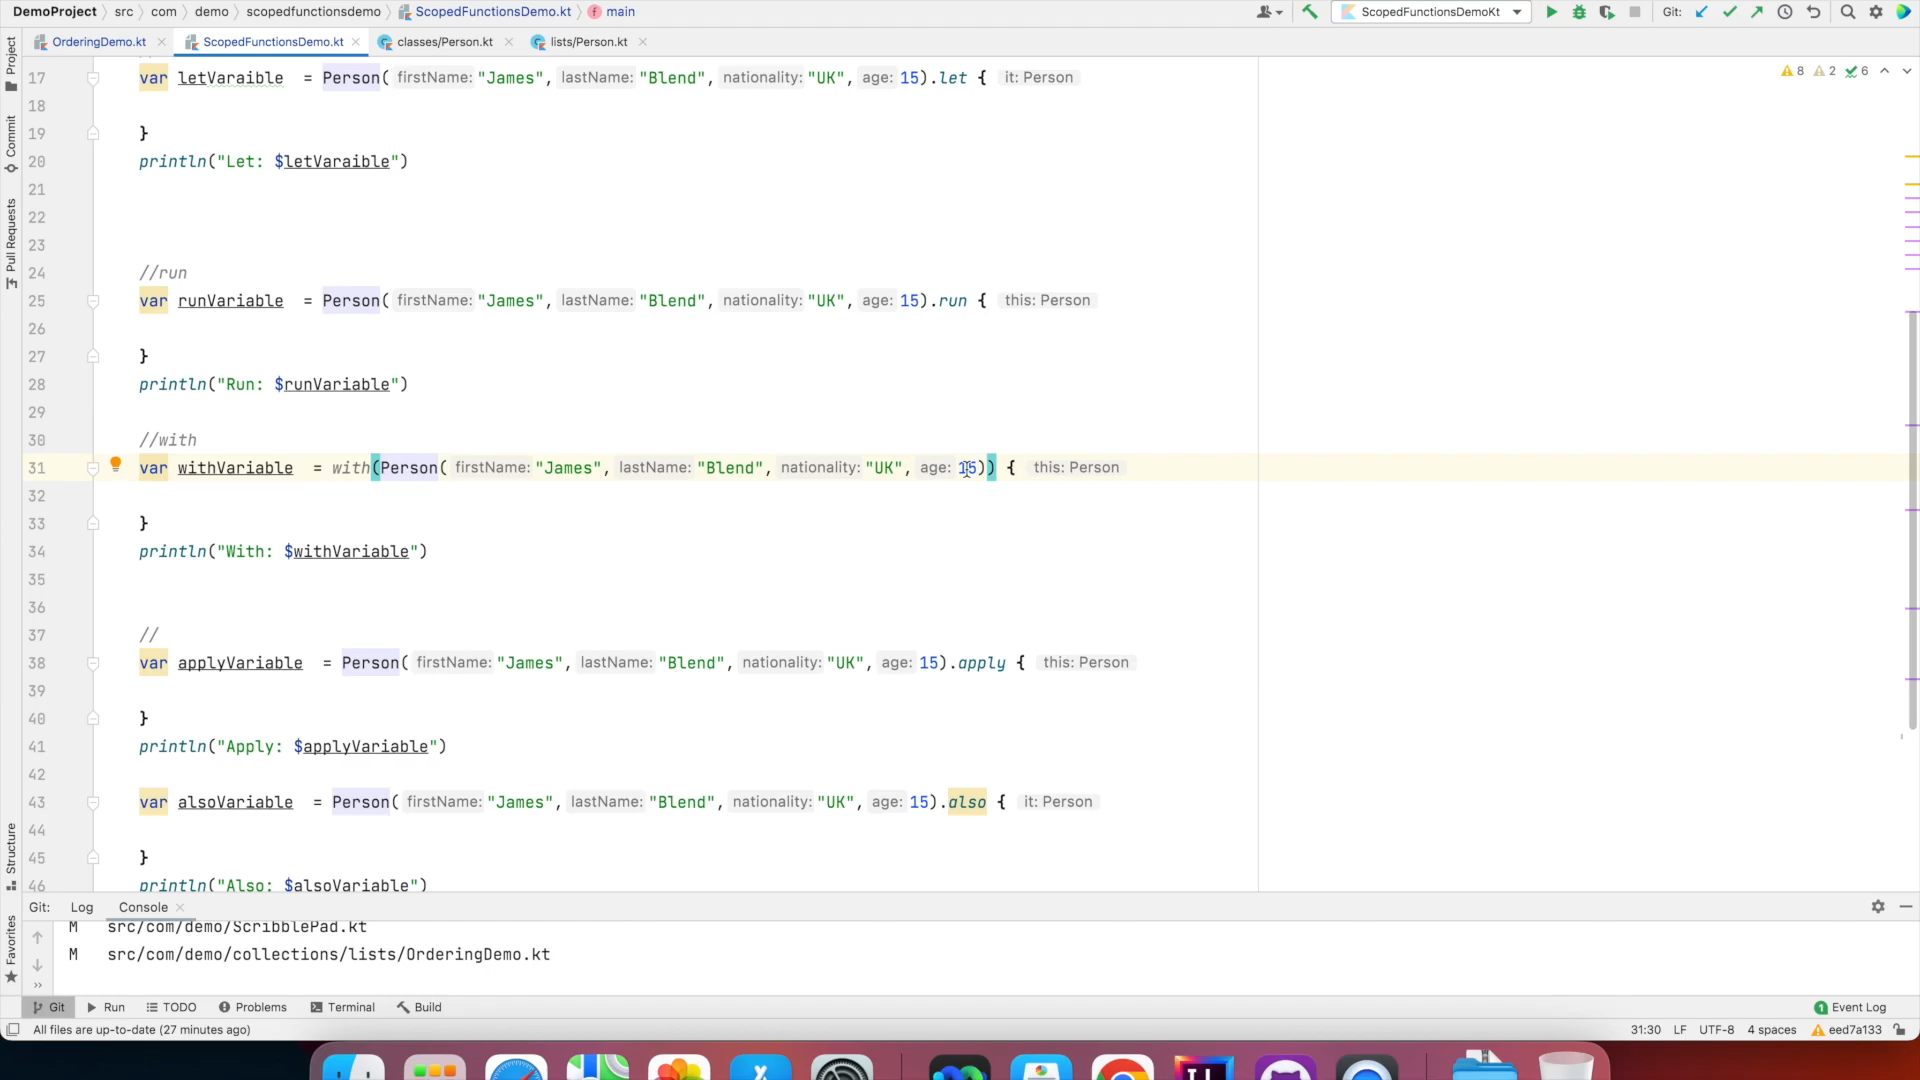 DemoProject src com demo scopedfunctionsdemo ScopedFunctionsDemo.kt main ScopedFunctionsDemoKt Git:
OrderingDemo.kt ScopedFunctionsDemo.kt classes/Person.kt lists/Person.kt
Project
Commit
Pull Requests
Structure
Favorites
8 2 6
17 var letVaraible = Person( firstName: "James", lastName: "Blend", nationality: "UK", age: 15).let { it: Person
18
19 }
20 println("Let: $letVaraible")
21
22
23
24 //run
25 var runVariable = Person( firstName: "James", lastName: "Blend", nationality: "UK", age: 15).run { this: Person
26
27 }
28 println("Run: $runVariable")
29
30 //with
31 var withVariable = with(Person( firstName: "James", lastName: "Blend", nationality: "UK", age: 15)) { this: Person
32
33 }
34 println("With: $withVariable")
35
36
37 //
38 var applyVariable = Person( firstName: "James", lastName: "Blend", nationality: "UK", age: 15).apply { this: Person
39
40 }
41 println("Apply: $applyVariable")
42
43 var alsoVariable = Person( firstName: "James", lastName: "Blend", nationality: "UK", age: 15).also { it: Person
44
45 }
46 println("Also: $alsoVariable")
Git: Log Console
M src/com/demo/ScribblePad.kt
M src/com/demo/collections/lists/OrderingDemo.kt
Git Run TODO Problems Terminal Build 1 Event Log
All files are up-to-date (27 minutes ago) 31:30 LF UTF-8 4 spaces eed7a133